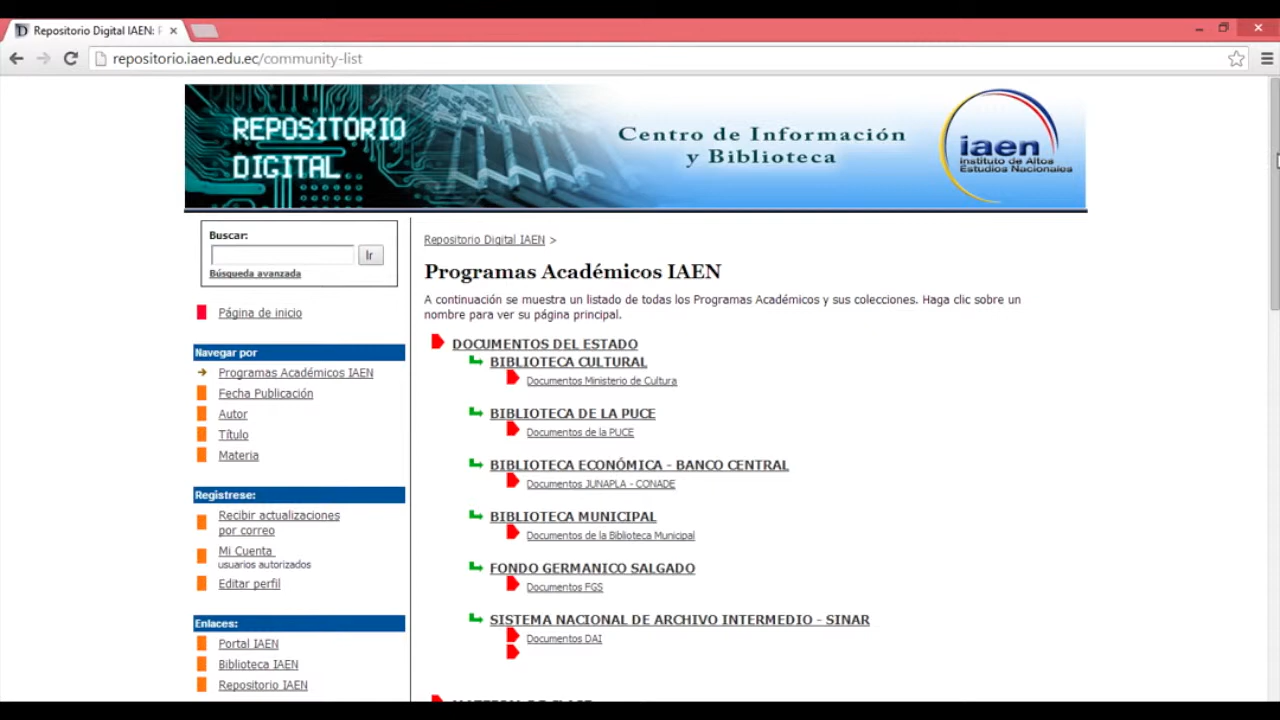 Repositorio Digital IAEN: F
repositorio.iaen.edu.ec/community-list
REPOSITORIO
DIGITAL
Centro de Información
y Biblioteca
iaen
Instituto de Altos
Estudios Nacionales
Buscar:
Ir
Búsqueda avanzada
Página de inicio
Navegar por
Programas Académicos IAEN
Fecha Publicación
Autor
Título
Materia
Registrese:
Recibir actualizaciones
por correo
Mi Cuenta
usuarios autorizados
Editar perfil
Enlaces:
Portal IAEN
Biblioteca IAEN
Repositorio IAEN
Repositorio Digital IAEN >
Programas Académicos IAEN
A continuación se muestra un listado de todas los Programas Académicos y sus colecciones. Haga clic sobre un
nombre para ver su página principal.
DOCUMENTOS DEL ESTADO
BIBLIOTECA CULTURAL
Documentos Ministerio de Cultura
BIBLIOTECA DE LA PUCE
Documentos de la PUCE
BIBLIOTECA ECONÓMICA - BANCO CENTRAL
Documentos JUNAPLA - CONADE
BIBLIOTECA MUNICIPAL
Documentos de la Biblioteca Municipal
FONDO GERMANICO SALGADO
Documentos FGS
SISTEMA NACIONAL DE ARCHIVO INTERMEDIO - SINAR
Documentos DAI